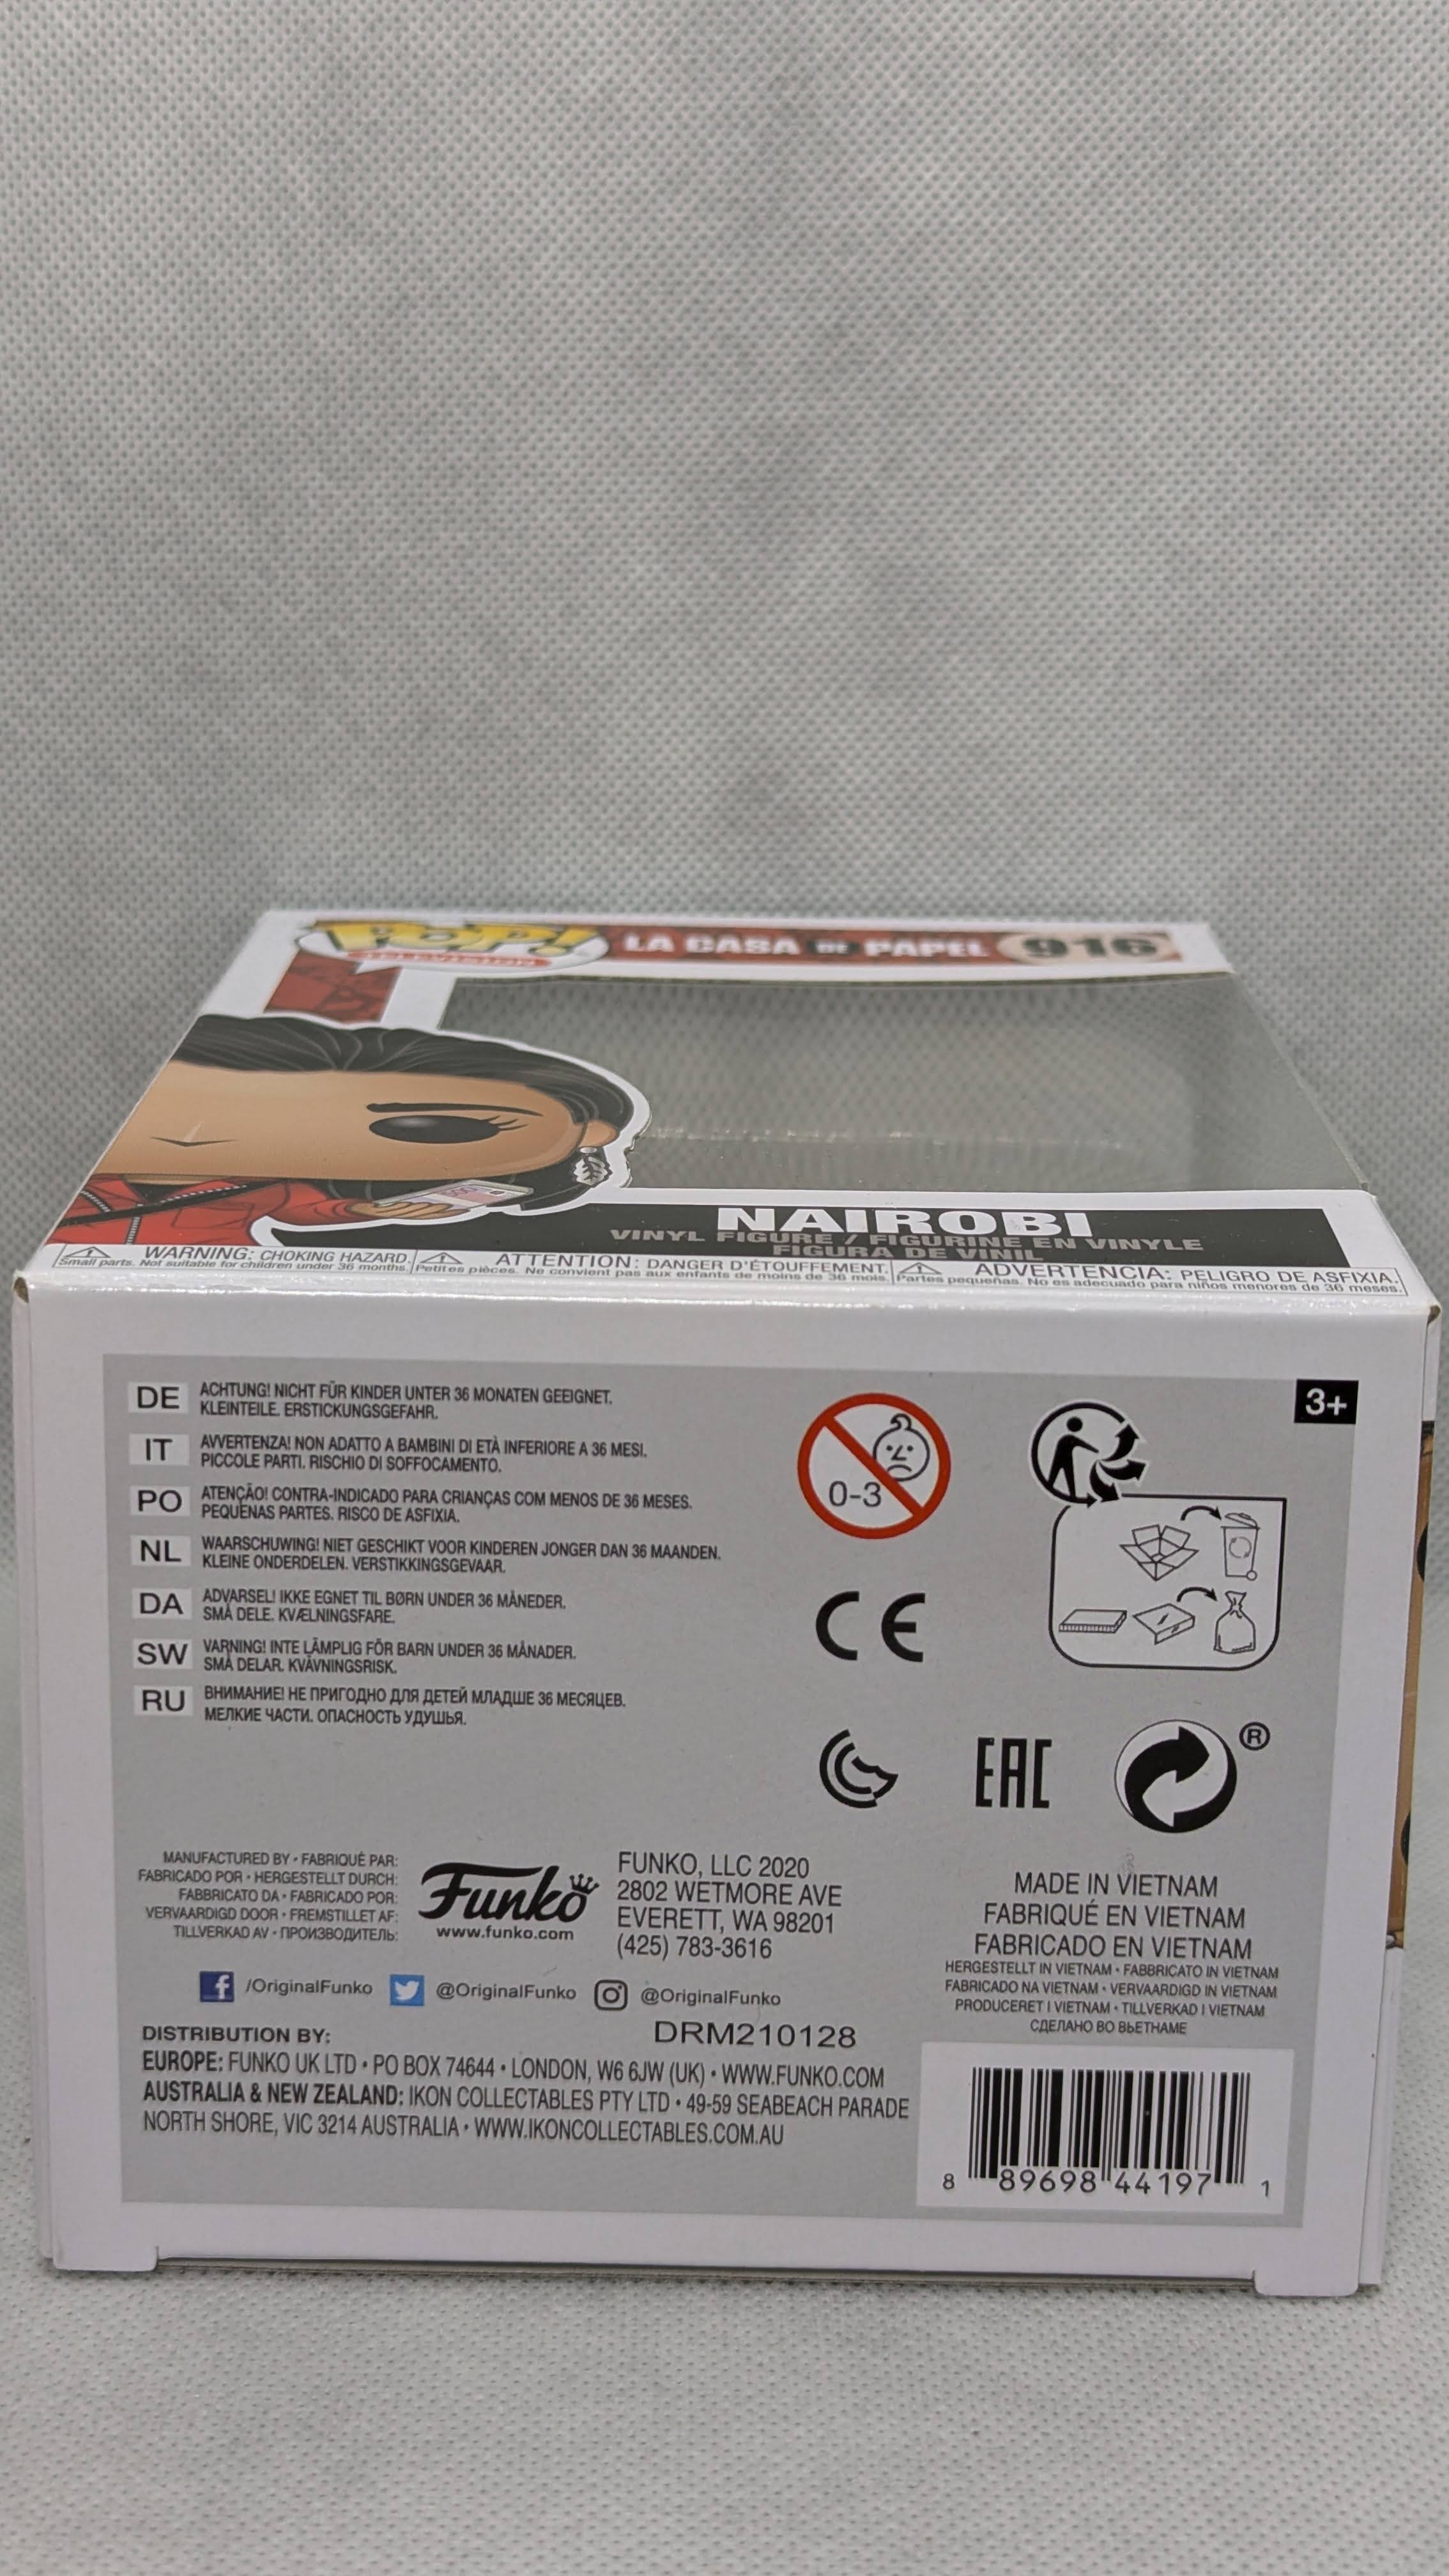 POP! LA CASA DE PAPEL 916
TELEVISION
NAIROBI
VINYL FIGURE / FIGURINE EN VINYLE
FIGURA DE VINIL
WARNING: CHOKING HAZARD.
Small parts. Not suitable for children under 36 months.
ATTENTION: DANGER D'ÉTOUFFEMENT.
Petites pièces. Ne convient pas aux enfants de moins de 36 mois.
ADVERTENCIA: PELIGRO DE ASFIXIA.
Partes pequeñas. No es adecuado para niños menores de 36 meses.
3+
DE ACHTUNG! NICHT FÜR KINDER UNTER 36 MONATEN GEEIGNET.
KLEINTEILE. ERSTICKUNGSGEFAHR.
IT AVVERTENZA! NON ADATTO A BAMBINI DI ETÀ INFERIORE A 36 MESI.
PICCOLE PARTI. RISCHIO DI SOFFOCAMENTO.
PO ATENÇÃO! CONTRA-INDICADO PARA CRIANÇAS COM MENOS DE 36 MESES.
PEQUENAS PARTES. RISCO DE ASFIXIA.
NL WAARSCHUWING! NIET GESCHIKT VOOR KINDEREN JONGER DAN 36 MAANDEN.
KLEINE ONDERDELEN. VERSTIKKINGSGEVAAR.
DA ADVARSEL! IKKE EGNET TIL BØRN UNDER 36 MÅNEDER.
SMÅ DELE. KVÆLNINGSFARE.
SW VARNING! INTE LÄMPLIG FÖR BARN UNDER 36 MÅNADER.
SMÅ DELAR. KVÄVNINGSRISK.
RU ВНИМАНИЕ! НЕ ПРИГОДНО ДЛЯ ДЕТЕЙ МЛАДШЕ 36 МЕСЯЦЕВ.
МЕЛКИЕ ЧАСТИ. ОПАСНОСТЬ УДУШЬЯ.
0-3
CE
EAC
®
MANUFACTURED BY • FABRIQUÉ PAR:
FABRICADO POR • HERGESTELLT DURCH:
FABBRICATO DA • FABRICADO POR:
VERVAARDIGD DOOR • FREMSTILLET AF:
TILLVERKAD AV • ПРОИЗВОДИТЕЛЬ:
Funko
www.funko.com
FUNKO, LLC 2020
2802 WETMORE AVE
EVERETT, WA 98201
(425) 783-3616
/OriginalFunko @OriginalFunko @OriginalFunko
MADE IN VIETNAM
FABRIQUÉ EN VIETNAM
FABRICADO EN VIETNAM
HERGESTELLT IN VIETNAM • FABBRICATO IN VIETNAM
FABRICADO NA VIETNAM • VERVAARDIGD IN VIETNAM
PRODUCERET I VIETNAM • TILLVERKAD I VIETNAM
СДЕЛАНО ВО ВЬЕТНАМЕ
DISTRIBUTION BY: DRM210128
EUROPE: FUNKO UK LTD • PO BOX 74644 • LONDON, W6 6JW (UK) • WWW.FUNKO.COM
AUSTRALIA & NEW ZEALAND: IKON COLLECTABLES PTY LTD • 49-59 SEABEACH PARADE
NORTH SHORE, VIC 3214 AUSTRALIA • WWW.IKONCOLLECTABLES.COM.AU
8 89698 44197 1